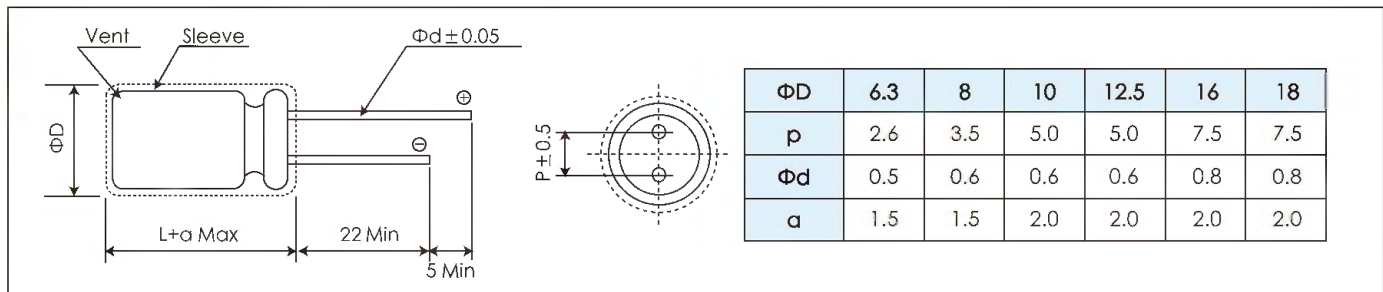 Vent
Sleeve
Φd±0.05
⊕
⊖
ΦD
L+a Max
22 Min
5 Min
P±0.5
ΦD 6.3 8 10 12.5 16 18
p 2.6 3.5 5.0 5.0 7.5 7.5
Φd 0.5 0.6 0.6 0.6 0.8 0.8
a 1.5 1.5 2.0 2.0 2.0 2.0